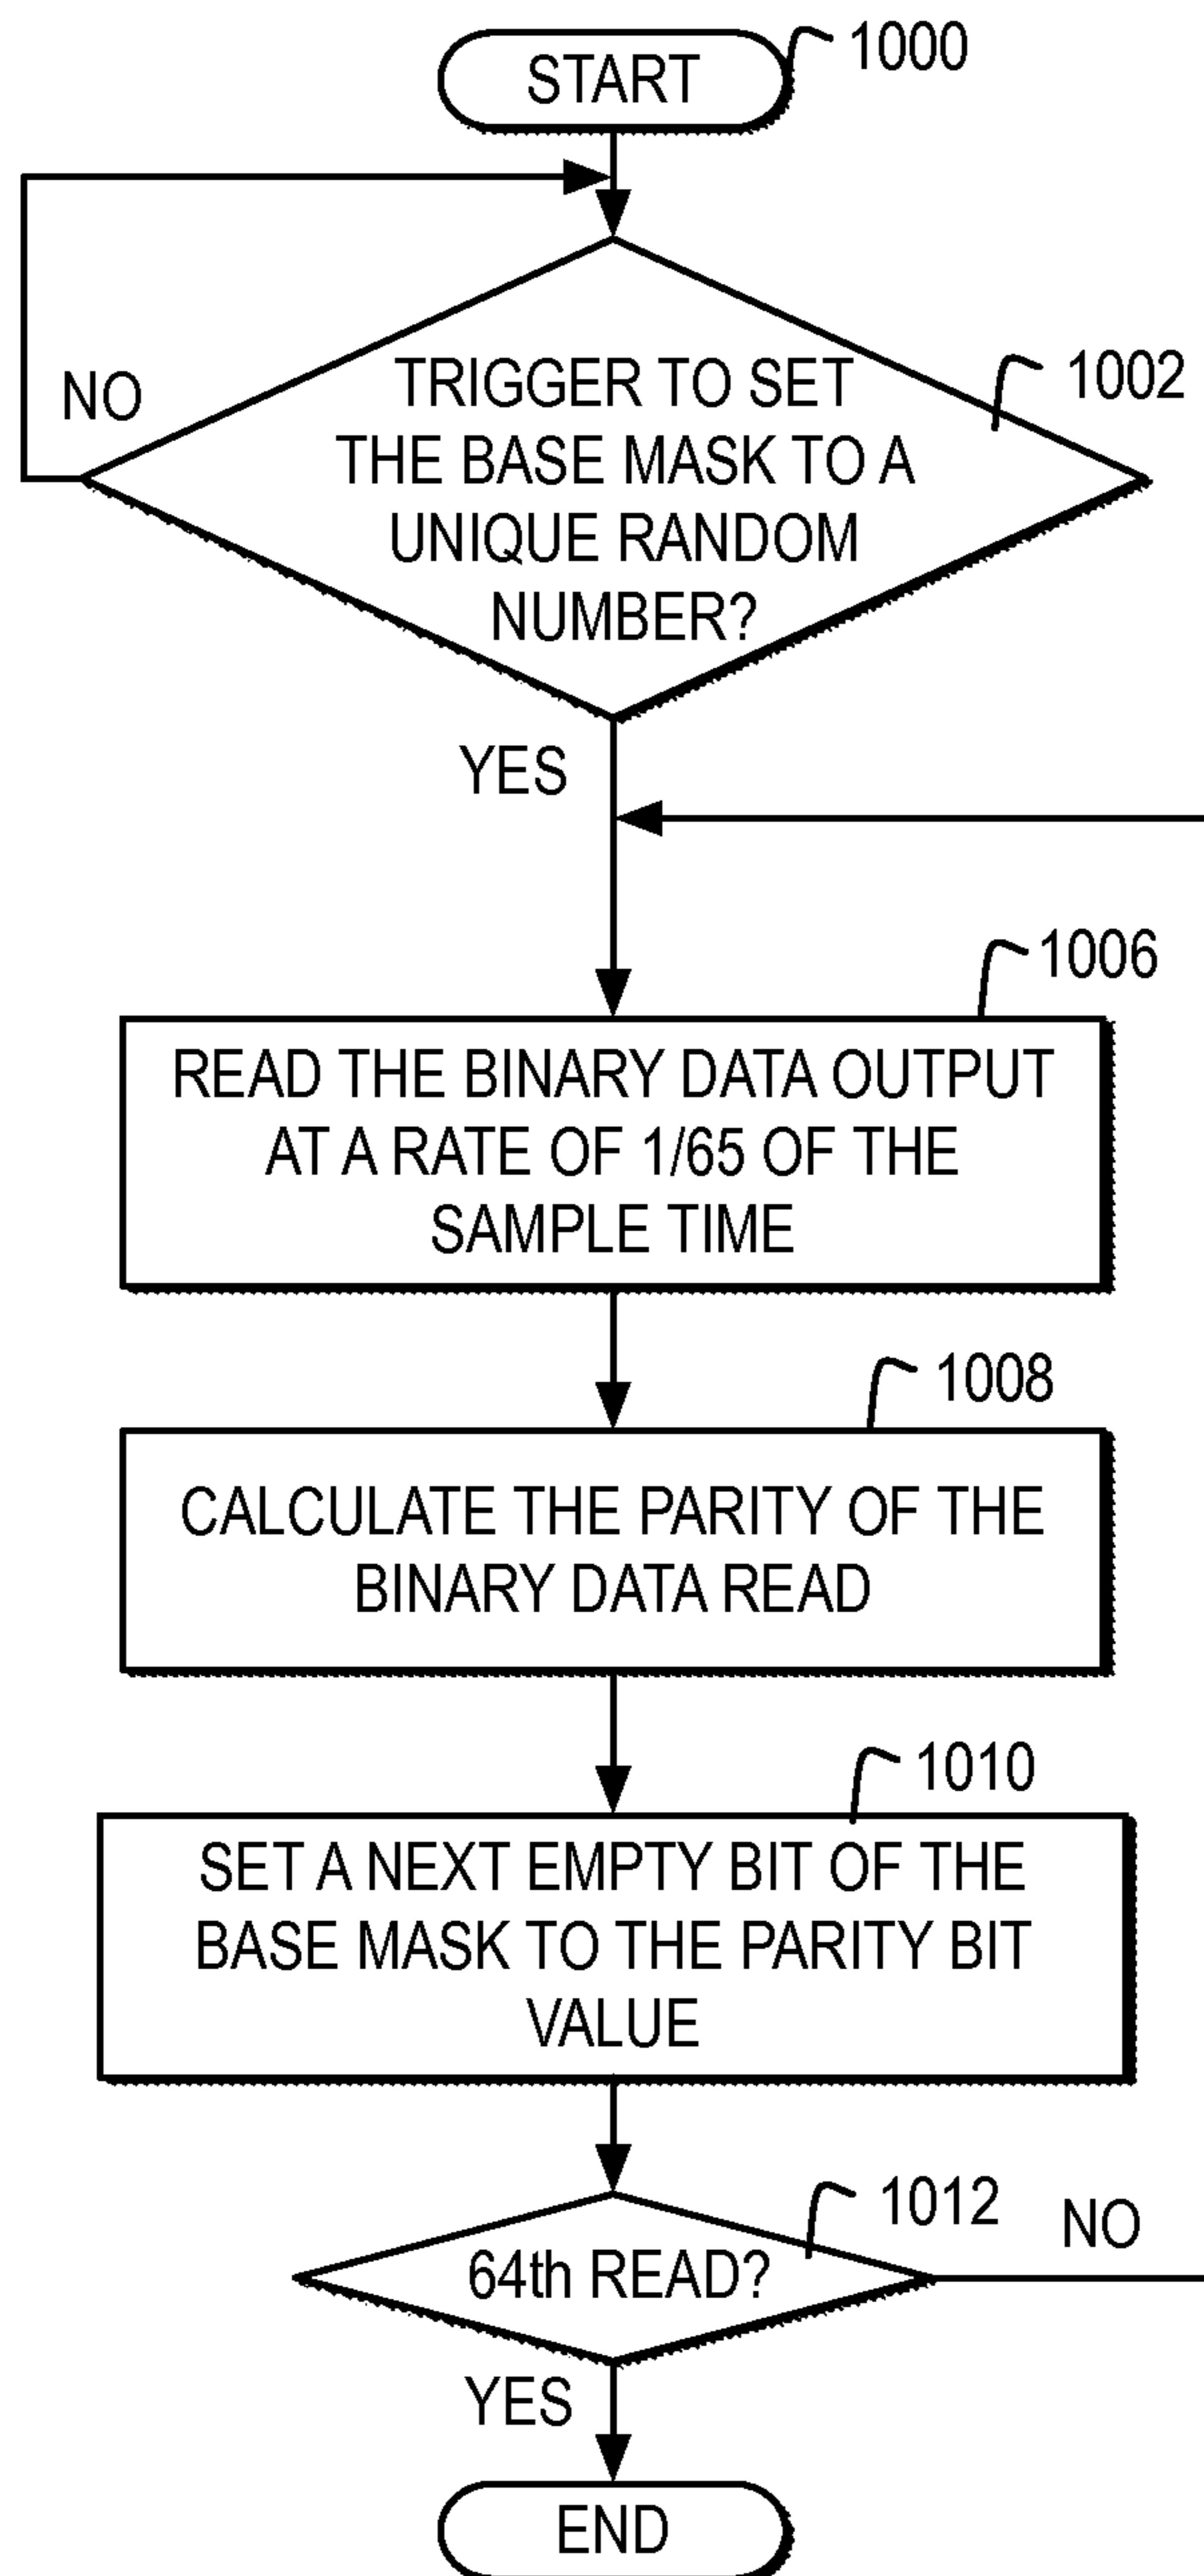 START
1000
NO
TRIGGER TO SET
THE BASE MASK TO A
UNIQUE RANDOM
NUMBER?
1002
YES
1006
READ THE BINARY DATA OUTPUT
AT A RATE OF 1/65 OF THE
SAMPLE TIME
1008
CALCULATE THE PARITY OF THE
BINARY DATA READ
1010
SET A NEXT EMPTY BIT OF THE
BASE MASK TO THE PARITY BIT
VALUE
1012
64th READ?
NO
YES
END